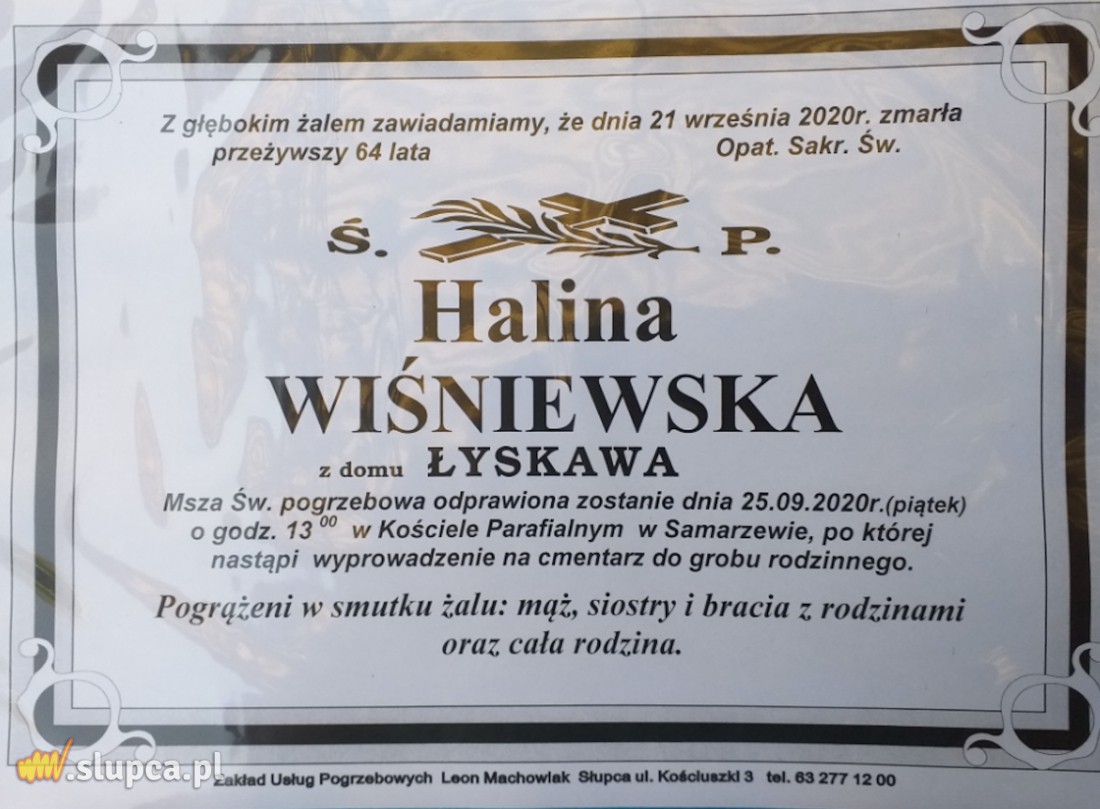 Z głębokim żalem zawiadamiamy, że dnia 21 września 2020r. zmarła
przeżywszy 64 lata Opat. Sakr. Św.
Ś. P.
Halina
WIŚNIEWSKA
z domu ŁYSKAWA
Msza Św. pogrzebowa odprawiona zostanie dnia 25.09.2020r.(piątek)
o godz. 13 00 w Kościele Parafialnym w Samarzewie, po której
nastąpi wyprowadzenie na cmentarz do grobu rodzinnego.
Pogrążeni w smutku żalu: mąż, siostry i bracia z rodzinami
oraz cała rodzina.
.slupca.pl
Zakład Usług Pogrzebowych Leon Machowiak Słupca ul. Kościuszki 3 tel. 63 277 12 00